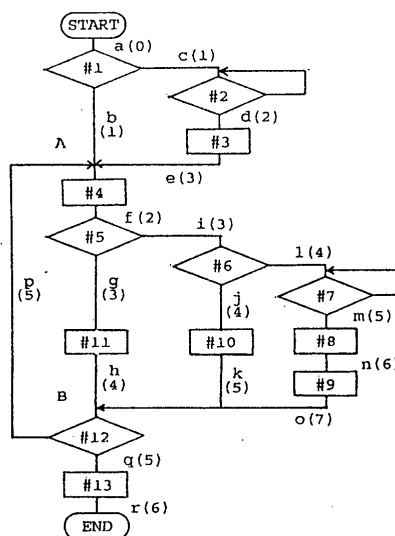 START
a(0)
#1
c(1)
#2
b
(1)
d(2)
#3
A
e(3)
#4
f(2)
#5
i(3)
#6
l(4)
#7
p
(5)
g
(3)
j
(4)
m(5)
#11
#10
#8
h
(4)
k
(5)
n(6)
#9
B
o(7)
#12
q(5)
#13
r(6)
END